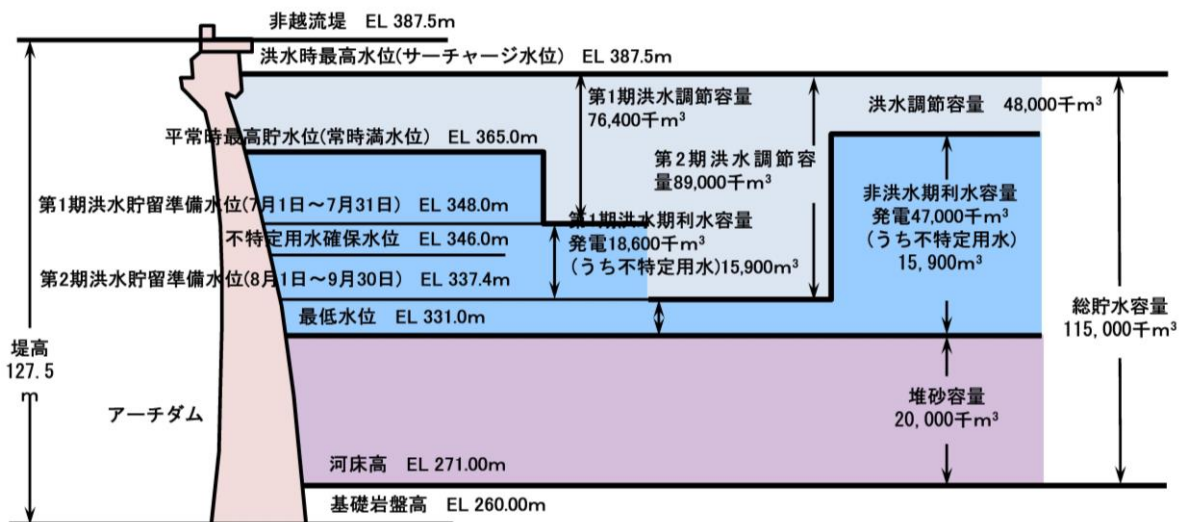 非越流堤 EL 387.5m
洪水時最高水位(サーチャージ水位) EL 387.5m
第1期洪水調節容量
76,400千m³
洪水調節容量 48,000千m³
平常時最高貯水位(常時満水位) EL 365.0m
第2期洪水調節容
量89,000千m³
非洪水期利水容量
発電47,000千m³
(うち不特定用水)
15,900m³
第1期洪水貯留準備水位(7月1日～7月31日) EL 348.0m
第1期洪水期利水容量
発電18,600千m³
(うち不特定用水)15,900m³
不特定用水確保水位 EL 346.0m
第2期洪水貯留準備水位(8月1日～9月30日) EL 337.4m
最低水位 EL 331.0m
総貯水容量
115,000千m³
堤高
127.5
m
アーチダム
堆砂容量
20,000千m³
河床高 EL 271.00m
基礎岩盤高 EL 260.00m